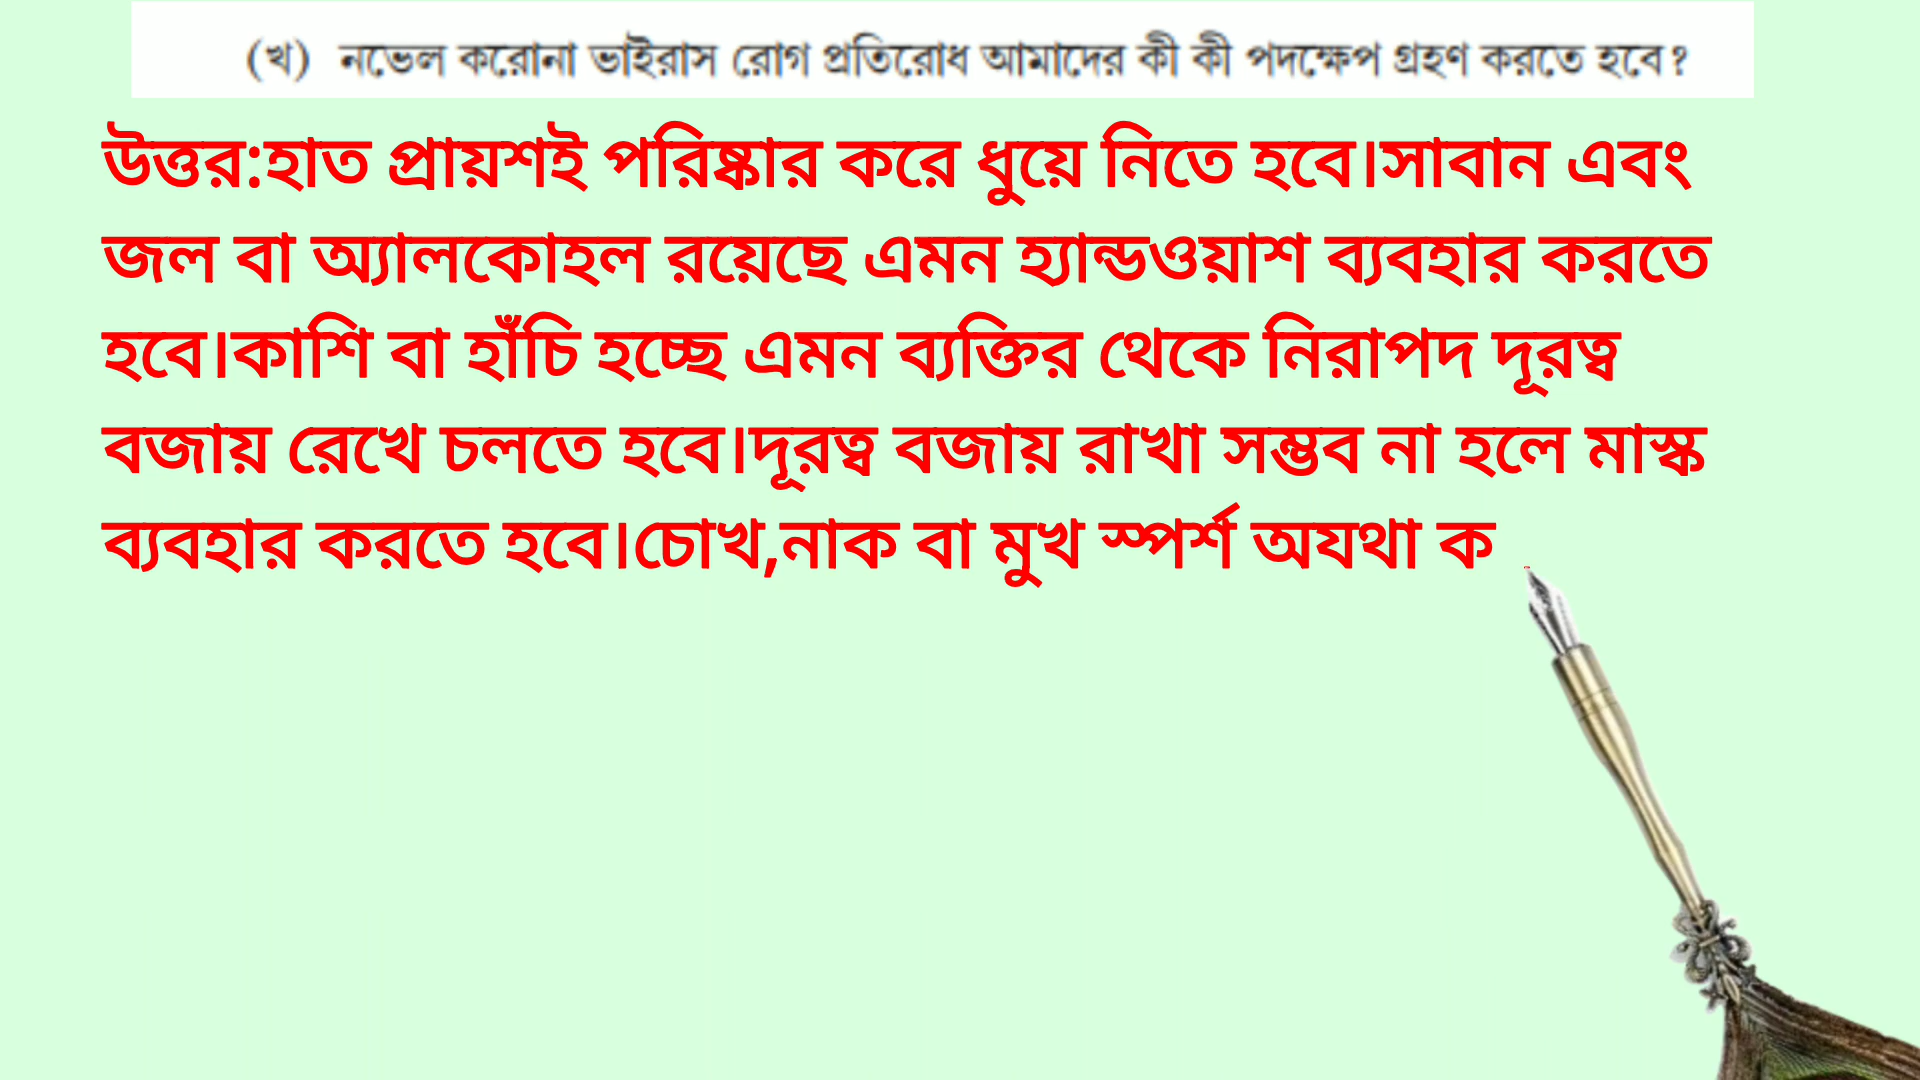 (খ) নভেল করোনা ভাইরাস রোগ প্রতিরোধ আমাদের কী কী পদক্ষেপ গ্রহণ করতে হবে?
উত্তর:হাত প্রায়শই পরিষ্কার করে ধুয়ে নিতে হবে।সাবান এবং
জল বা অ্যালকোহল রয়েছে এমন হ্যান্ডওয়াশ ব্যবহার করতে
হবে।কাশি বা হাঁচি হচ্ছে এমন ব্যক্তির থেকে নিরাপদ দূরত্ব
বজায় রেখে চলতে হবে।দূরত্ব বজায় রাখা সম্ভব না হলে মাস্ক
ব্যবহার করতে হবে।চোখ,নাক বা মুখ স্পর্শ অযথা ক